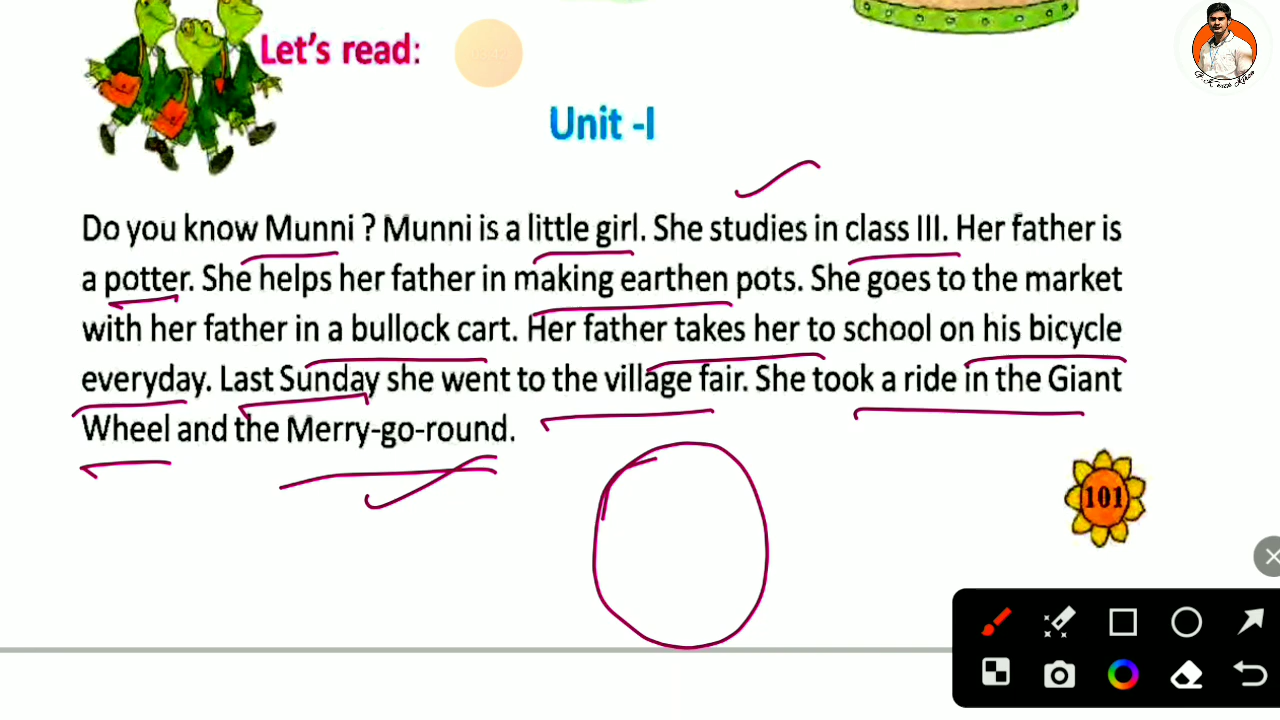 Let's read:
Unit -I
Do you know Munni ? Munni is a little girl. She studies in class III. Her father is
a potter. She helps her father in making earthen pots. She goes to the market
with her father in a bullock cart. Her father takes her to school on his bicycle
everyday. Last Sunday she went to the village fair. She took a ride in the Giant
Wheel and the Merry-go-round.
101